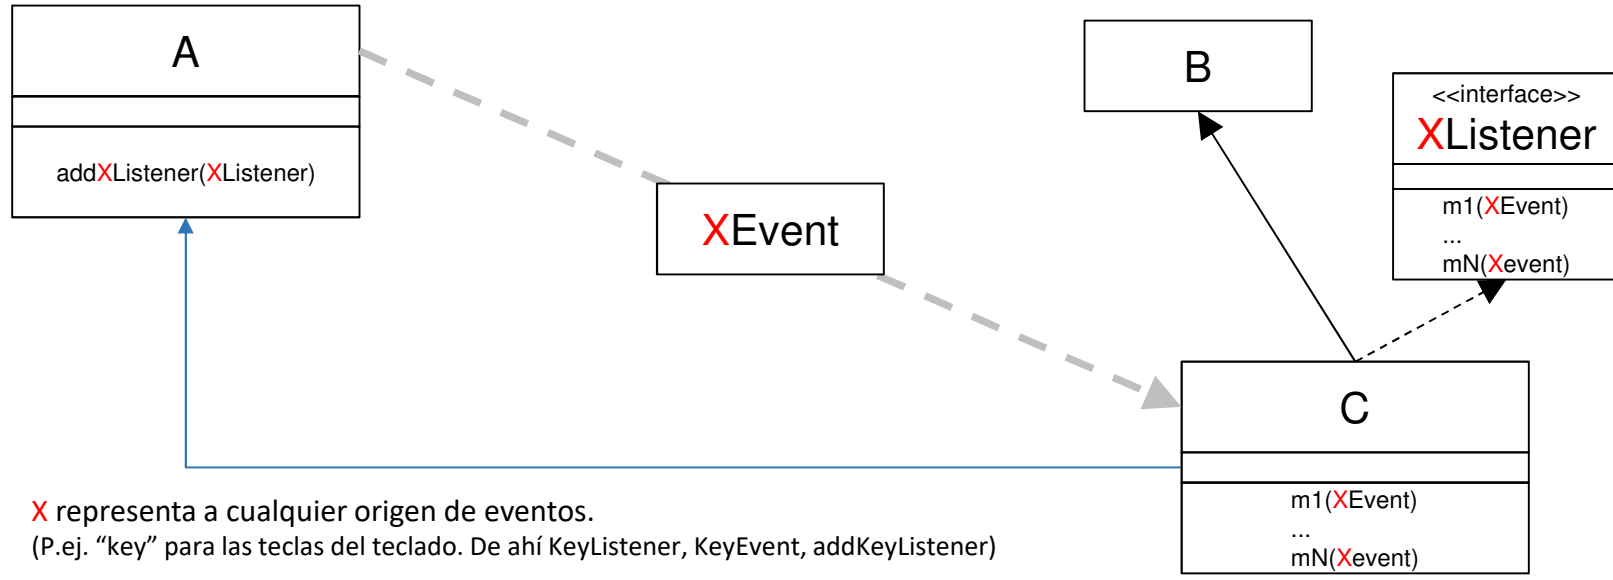 A
addXListener(XListener)
XEvent
B
<<interface>>
XListener
m1(XEvent)
...
mN(Xevent)
C
m1(XEvent)
...
mN(Xevent)
X representa a cualquier origen de eventos.
(P.ej. “key” para las teclas del teclado. De ahí KeyListener, KeyEvent, addKeyListener)